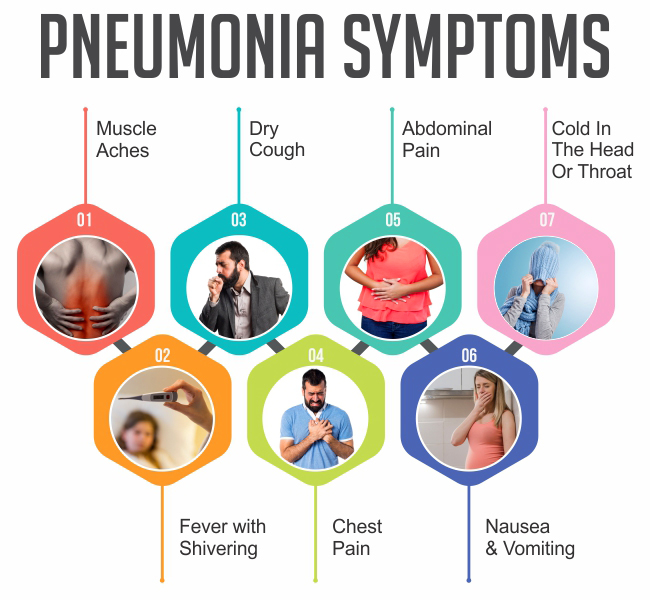 PNEUMONIA SYMPTOMS
01
Muscle
Aches
02
Fever with
Shivering
03
Dry
Cough
04
Chest
Pain
05
Abdominal
Pain
06
Nausea
& Vomiting
07
Cold In
The Head
Or Throat